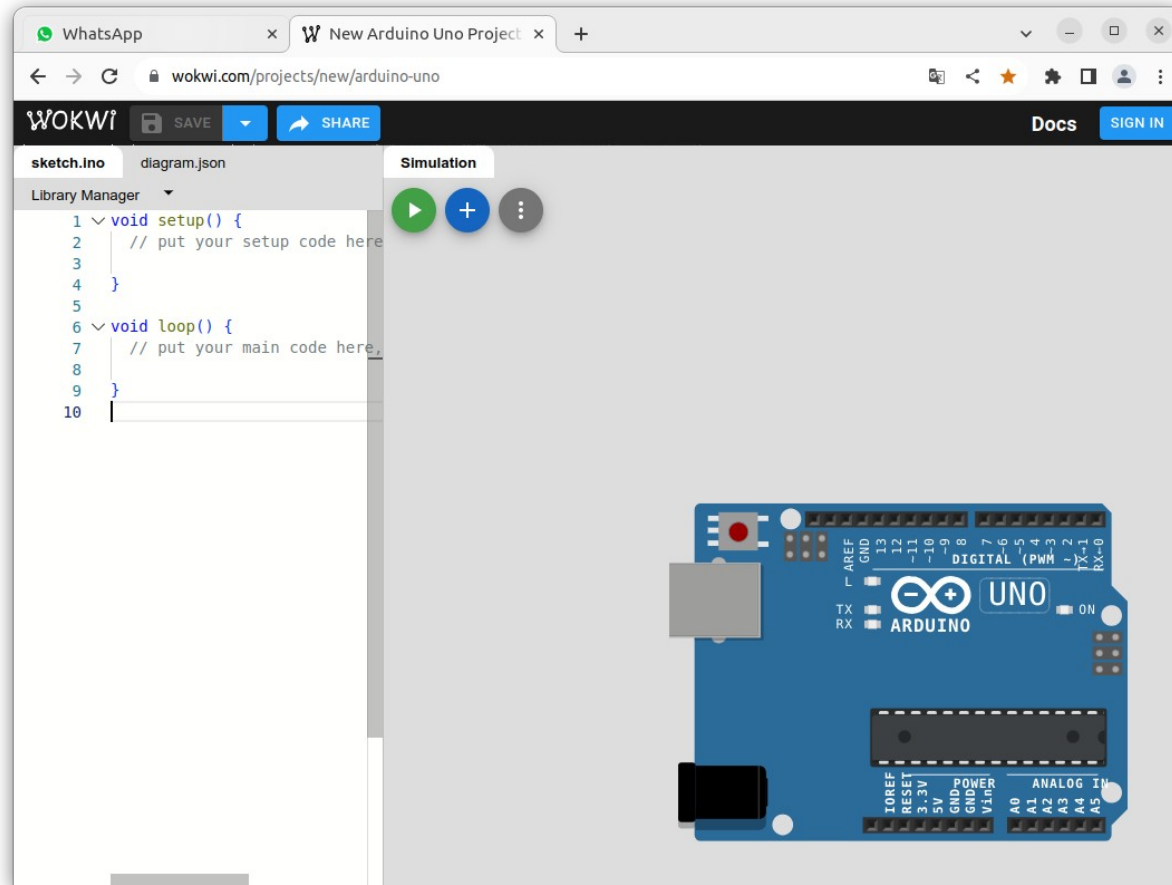 WhatsApp
New Arduino Uno Project
wokwi.com/projects/new/arduino-uno
WOKWi SAVE SHARE Docs SIGN IN
sketch.ino diagram.json
Library Manager
1 void setup() {
2 // put your setup code here
3
4 }
5
6 void loop() {
7 // put your main code here,
8
9 }
10
Simulation
AREF GND 13 12 ~11 ~10 ~9 8 7 ~6 ~5 4 ~3 2 TX→1 RX←0
DIGITAL (PWM ~)
L
TX
RX
ARDUINO
UNO
ON
IOREF RESET 3.3V 5V GND GND Vin
POWER
ANALOG IN
A0 A1 A2 A3 A4 A5